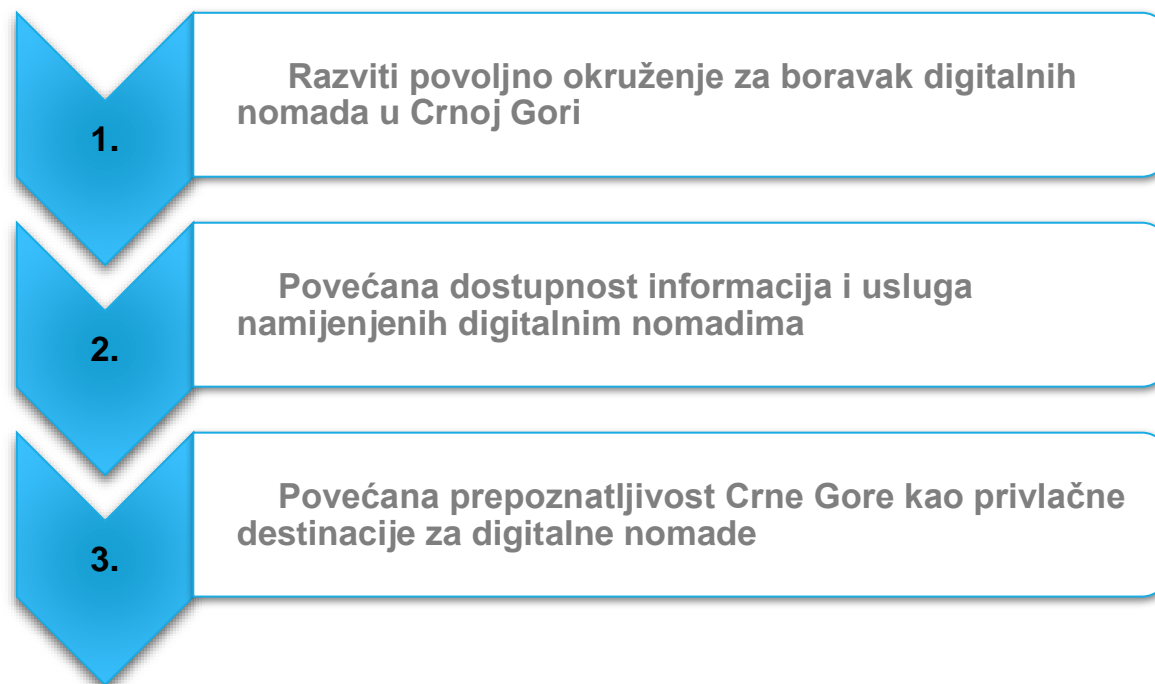 1.
Razviti povoljno okruženje za boravak digitalnih
nomada u Crnoj Gori
2.
Povećana dostupnost informacija i usluga
namijenjenih digitalnim nomadima
3.
Povećana prepoznatljivost Crne Gore kao privlačne
destinacije za digitalne nomade